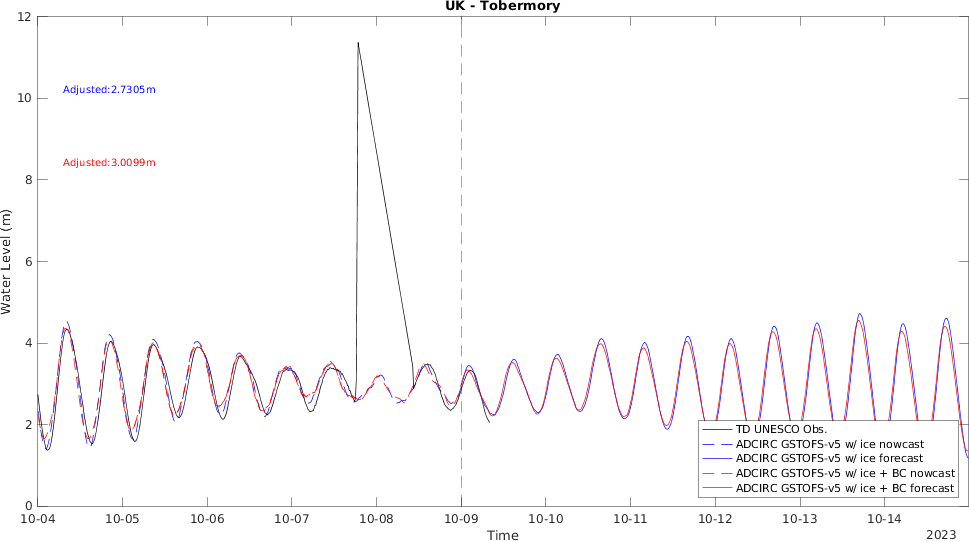 UK - Tobermory
12
10
8
6
4
2
0
Water Level (m)
Adjusted:2.7305m
Adjusted:3.0099m
TD UNESCO Obs.
ADCIRC GSTOFS-v5 w/ ice nowcast
ADCIRC GSTOFS-v5 w/ ice forecast
ADCIRC GSTOFS-v5 w/ ice + BC nowcast
ADCIRC GSTOFS-v5 w/ ice + BC forecast
10-04 10-05 10-06 10-07 10-08 10-09 10-10 10-11 10-12 10-13 10-14
Time
2023